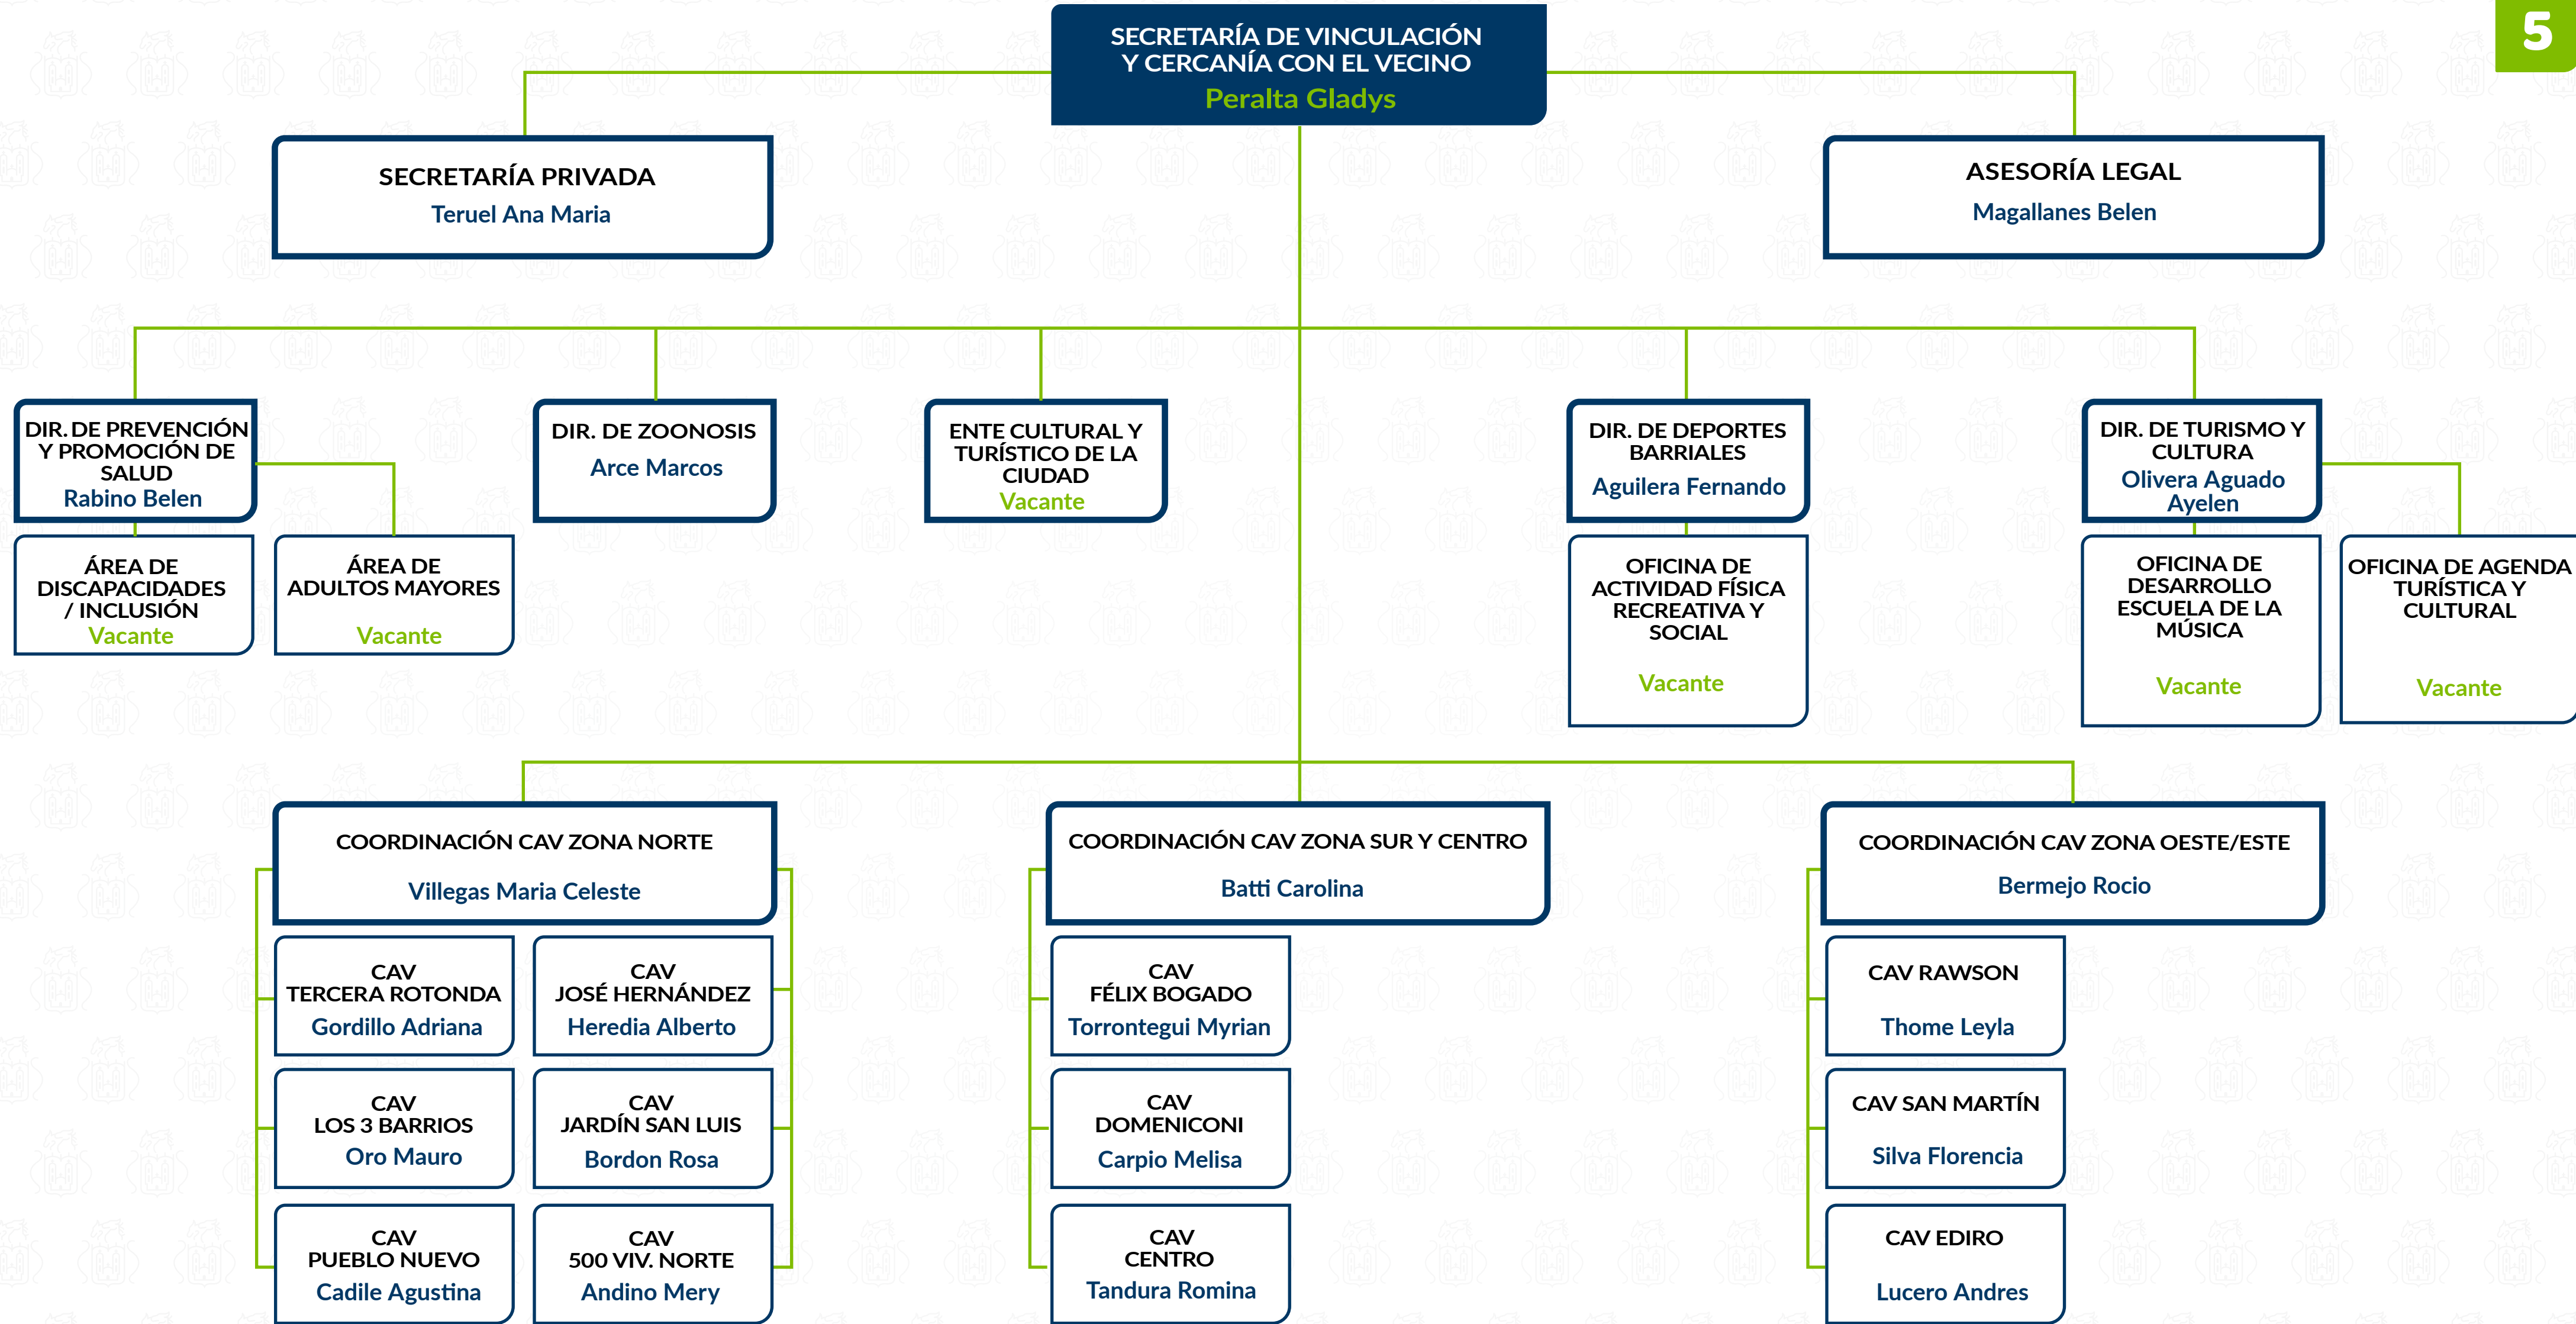 5
SECRETARÍA DE VINCULACIÓN
Y CERCANÍA CON EL VECINO
Peralta Gladys
SECRETARÍA PRIVADA
Teruel Ana Maria
ASESORÍA LEGAL
Magallanes Belen
DIR. DE PREVENCIÓN
Y PROMOCIÓN DE
SALUD
Rabino Belen
DIR. DE ZOONOSIS
Arce Marcos
ENTE CULTURAL Y
TURÍSTICO DE LA
CIUDAD
Vacante
DIR. DE DEPORTES
BARRIALES
Aguilera Fernando
DIR. DE TURISMO Y
CULTURA
Olivera Aguado
Ayelen
ÁREA DE
DISCAPACIDADES
/ INCLUSIÓN
Vacante
ÁREA DE
ADULTOS MAYORES
Vacante
OFICINA DE
ACTIVIDAD FÍSICA
RECREATIVA Y
SOCIAL
Vacante
OFICINA DE
DESARROLLO
ESCUELA DE LA
MÚSICA
Vacante
OFICINA DE AGENDA
TURÍSTICA Y
CULTURAL
Vacante
COORDINACIÓN CAV ZONA NORTE
Villegas Maria Celeste
COORDINACIÓN CAV ZONA SUR Y CENTRO
Batti Carolina
COORDINACIÓN CAV ZONA OESTE/ESTE
Bermejo Rocio
CAV
TERCERA ROTONDA
Gordillo Adriana
CAV
JOSÉ HERNÁNDEZ
Heredia Alberto
CAV
FÉLIX BOGADO
Torrontegui Myrian
CAV RAWSON
Thome Leyla
CAV
LOS 3 BARRIOS
Oro Mauro
CAV
JARDÍN SAN LUIS
Bordon Rosa
CAV
DOMENICONI
Carpio Melisa
CAV SAN MARTÍN
Silva Florencia
CAV
PUEBLO NUEVO
Cadile Agustina
CAV
500 VIV. NORTE
Andino Mery
CAV
CENTRO
Tandura Romina
CAV EDIRO
Lucero Andres